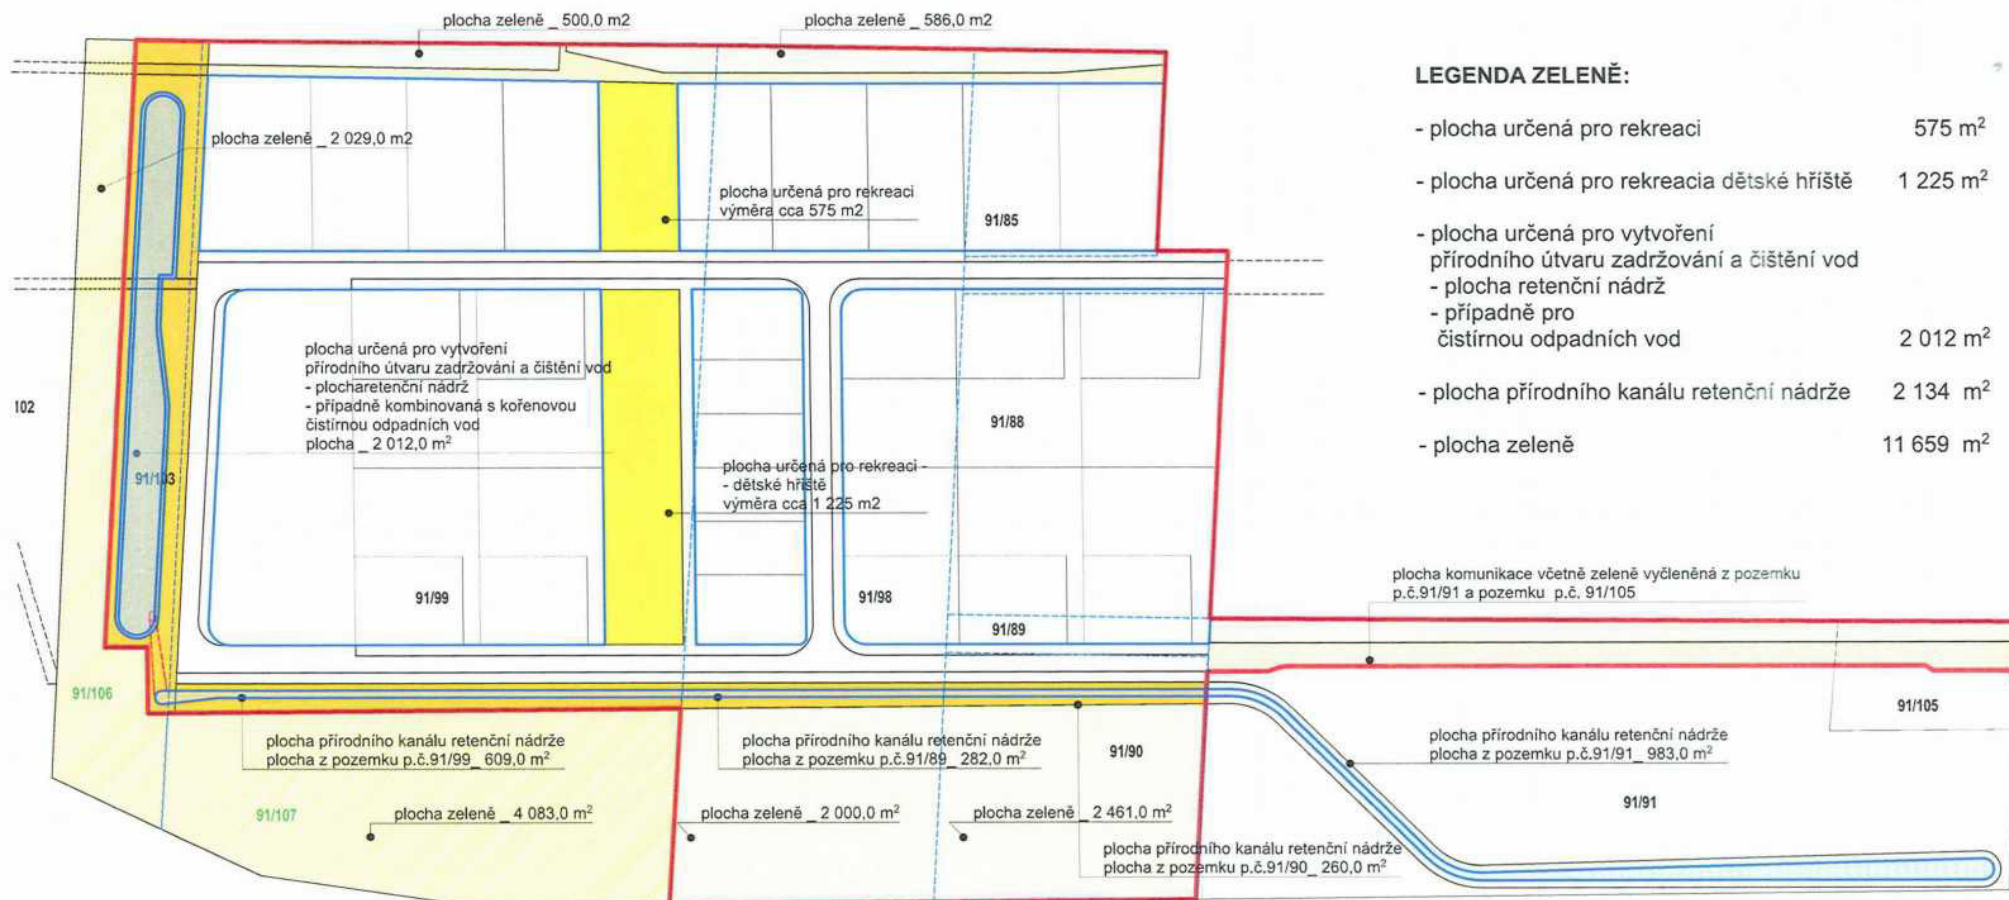 plocha zeleně _ 500,0 m2
plocha zeleně _ 586,0 m2
plocha zeleně _ 2 029,0 m2
plocha určená pro rekreaci
výměra cca 575 m2
91/85
plocha určená pro vytvoření
přírodního útvaru zadržování a čištění vod
- plocharetenční nádrž
- případně kombinovaná s kořenovou
čistírnou odpadních vod
plocha _ 2 012,0 m²
102
91/103
91/88
plocha určená pro rekreaci -
- dětské hřiště
výměra cca 1 225 m2
91/99
91/98
91/89
91/106
plocha přírodního kanálu retenční nádrže
plocha z pozemku p.č.91/99_ 609,0 m²
plocha přírodního kanálu retenční nádrže
plocha z pozemku p.č.91/89_ 282,0 m²
91/90
91/107
plocha zeleně _ 4 083,0 m²
plocha zeleně _ 2 000,0 m²
plocha zeleně _ 2 461,0 m²
plocha přírodního kanálu retenční nádrže
plocha z pozemku p.č.91/90_ 260,0 m²
LEGENDA ZELENĚ:
- plocha určená pro rekreaci 575 m²
- plocha určená pro rekreacia dětské hříště 1 225 m²
- plocha určená pro vytvoření
přírodního útvaru zadržování a čištění vod
- plocha retenční nádrž
- případně pro
čistírnou odpadních vod 2 012 m²
- plocha přírodního kanálu retenční nádrže 2 134 m²
- plocha zeleně 11 659 m²
plocha komunikace včetně zeleně vyčleněná z pozemku
p.č.91/91 a pozemku p.č. 91/105
91/105
plocha přírodního kanálu retenční nádrže
plocha z pozemku p.č.91/91_ 983,0 m²
91/91